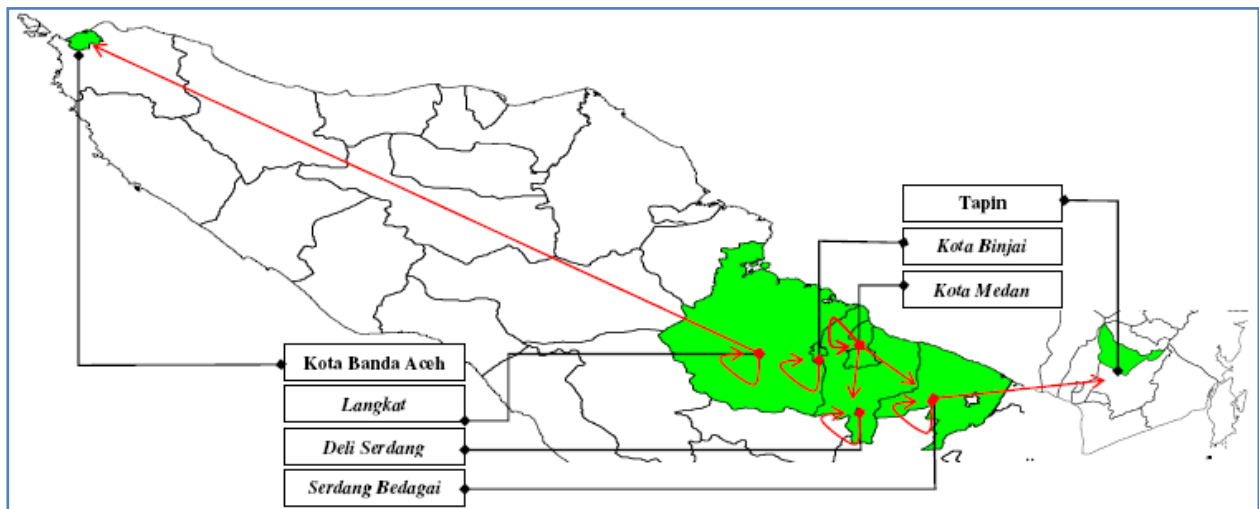 Tapin
Kota Binjai
Kota Medan
Kota Banda Aceh
Langkat
Deli Serdang
Serdang Bedagai